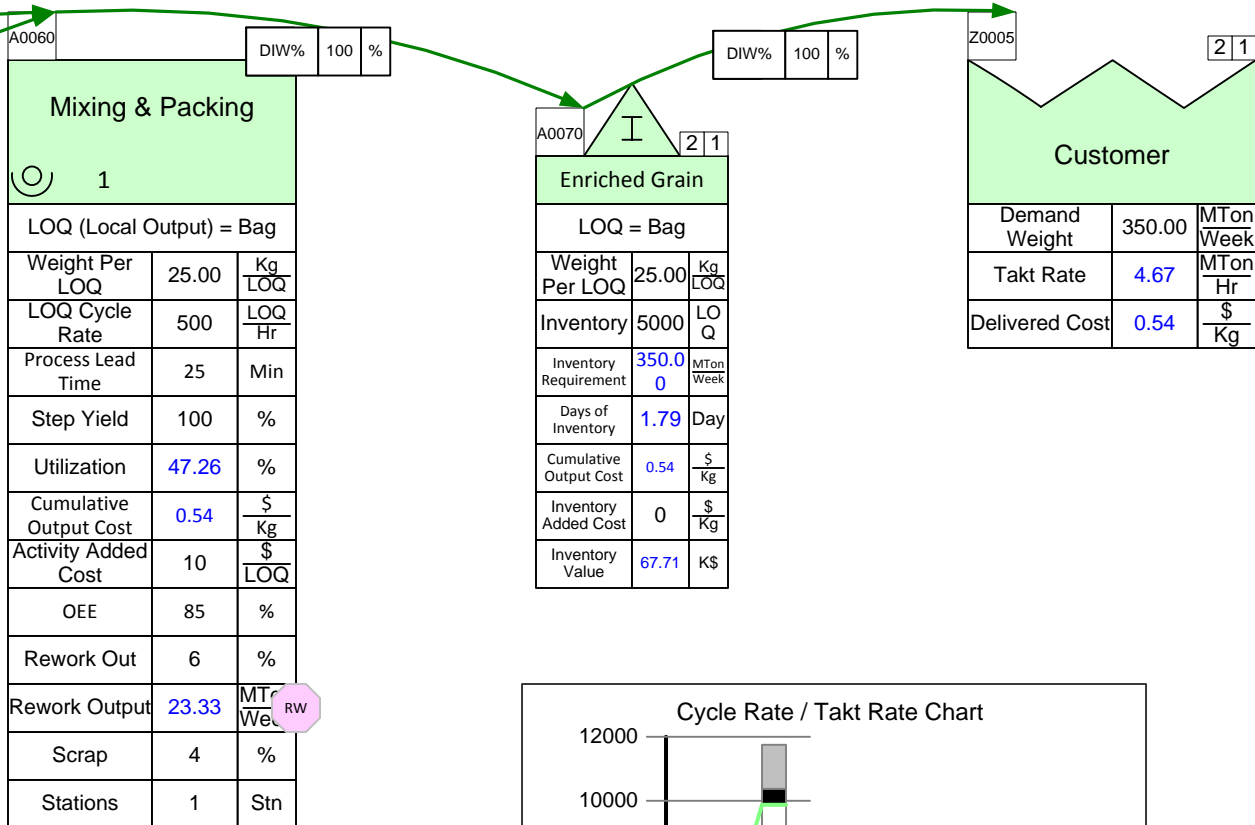 A0060
DIW% 100 %
Mixing & Packing
1
LOQ (Local Output) = Bag
Weight Per LOQ 25.00 Kg LOQ
LOQ Cycle Rate 500 LOQ Hr
Process Lead Time 25 Min
Step Yield 100 %
Utilization 47.26 %
Cumulative Output Cost 0.54 $ Kg
Activity Added Cost 10 $ LOQ
OEE 85 %
Rework Out 6 %
Rework Output 23.33
RW
Scrap 4 %
Stations 1 Stn
A0070
I
2 1
DIW% 100 %
Enriched Grain
LOQ = Bag
Weight Per LOQ 25.00 Kg LOQ
Inventory 5000 LO Q
Inventory Requirement 350.0 0 MTon Week
Days of Inventory 1.79 Day
Cumulative Output Cost 0.54 $ Kg
Inventory Added Cost 0 $ Kg
Inventory Value 67.71 K$
Z0005
2 1
Customer
Demand Weight 350.00 MTon Week
Takt Rate 4.67 MTon Hr
Delivered Cost 0.54 $ Kg
Cycle Rate / Takt Rate Chart
12000
10000